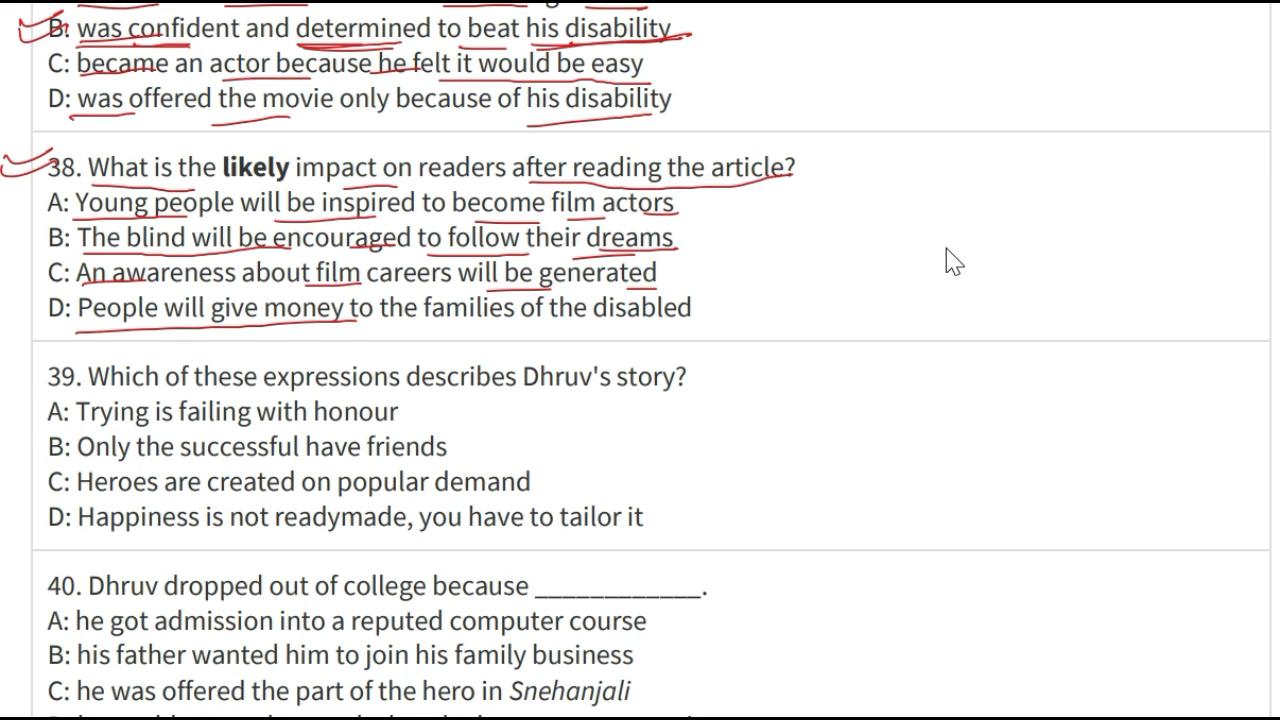 B: was confident and determined to beat his disability
C: became an actor because he felt it would be easy
D: was offered the movie only because of his disability
38. What is the likely impact on readers after reading the article?
A: Young people will be inspired to become film actors
B: The blind will be encouraged to follow their dreams
C: An awareness about film careers will be generated
D: People will give money to the families of the disabled
39. Which of these expressions describes Dhruv's story?
A: Trying is failing with honour
B: Only the successful have friends
C: Heroes are created on popular demand
D: Happiness is not readymade, you have to tailor it
40. Dhruv dropped out of college because ____________.
A: he got admission into a reputed computer course
B: his father wanted him to join his family business
C: he was offered the part of the hero in Snehanjali